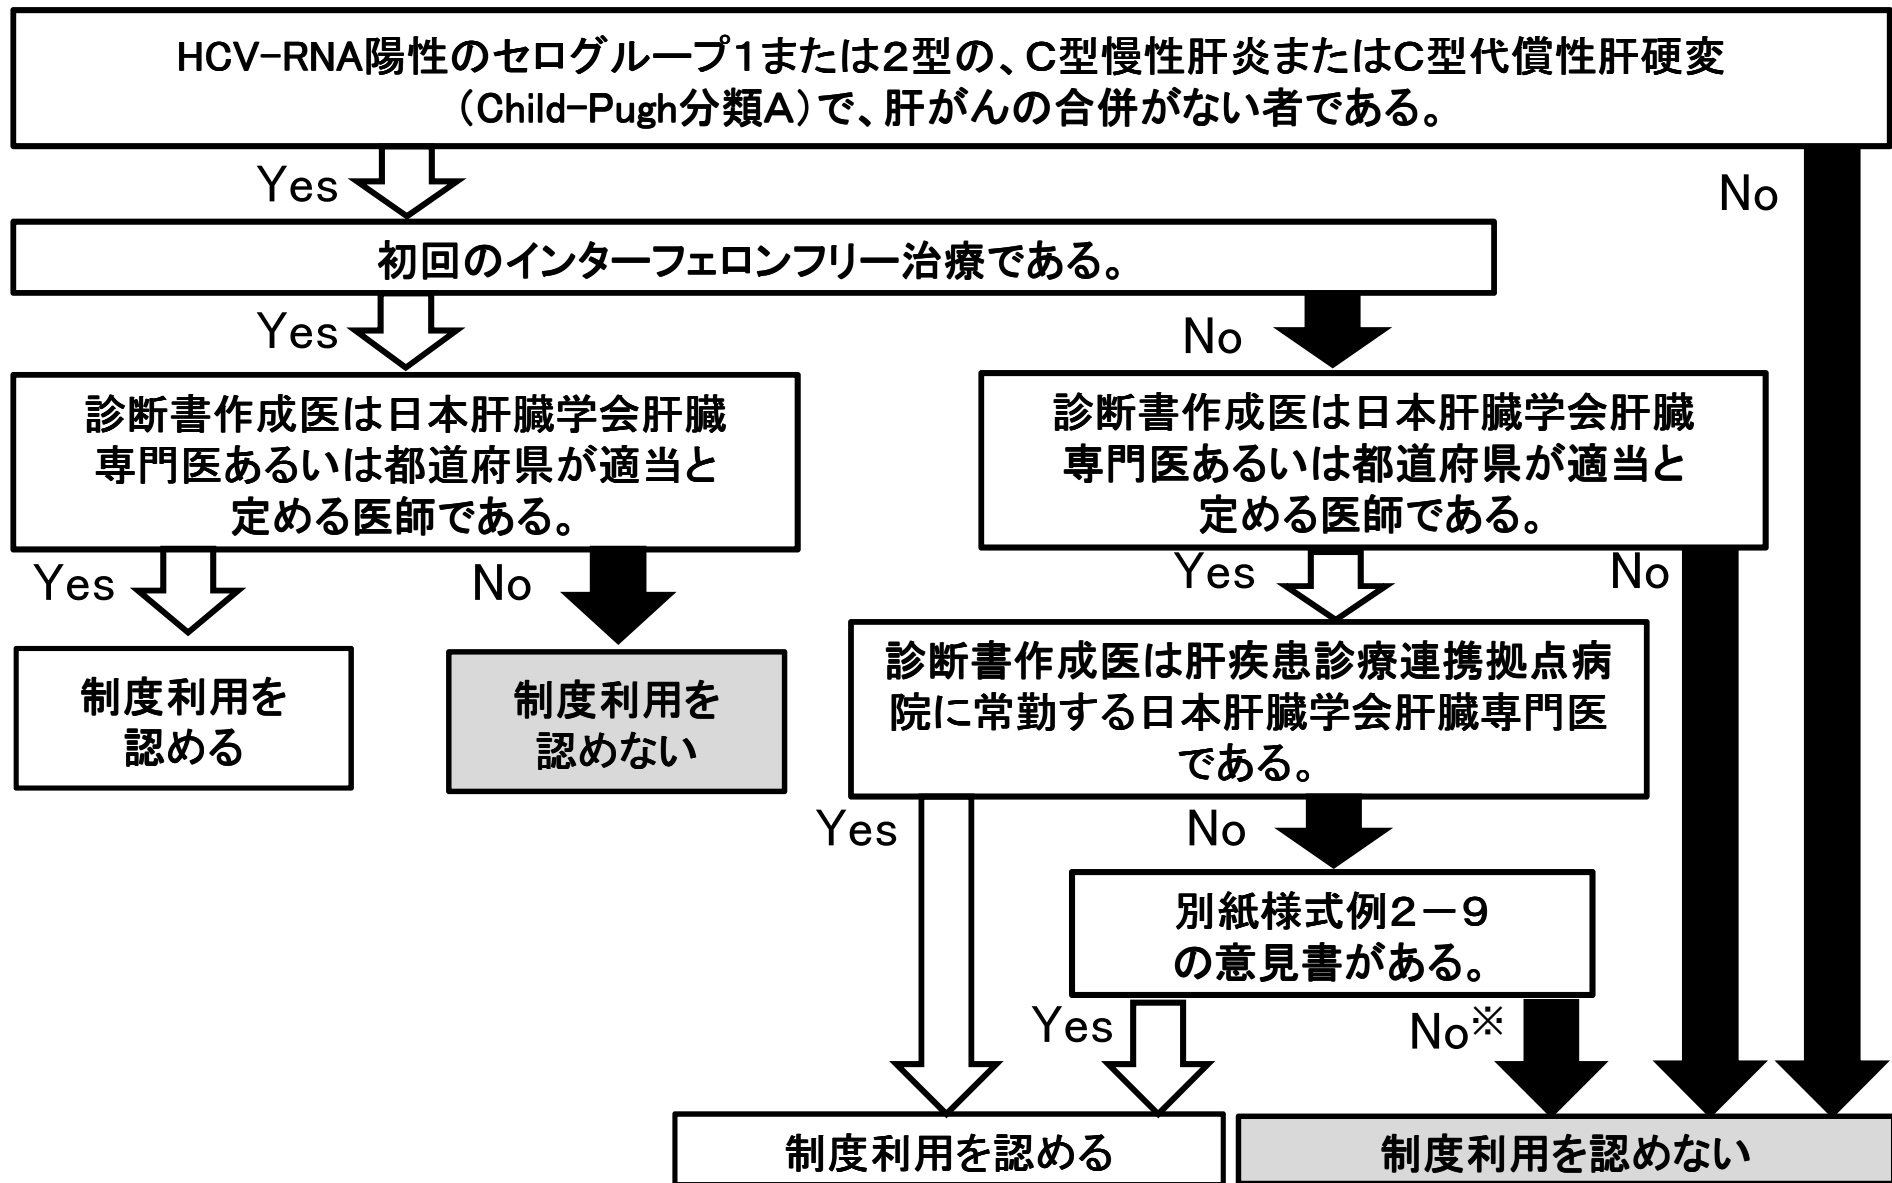 HCV-RNA陽性のセログループ１または２型の、C型慢性肝炎またはC型代償性肝硬変
（Child-Pugh分類A）で、肝がんの合併がない者である。
Yes
No
初回のインターフェロンフリー治療である。
Yes
No
診断書作成医は日本肝臓学会肝臓
専門医あるいは都道府県が適当と
定める医師である。
診断書作成医は日本肝臓学会肝臓
専門医あるいは都道府県が適当と
定める医師である。
Yes
No
Yes
No
制度利用を
認める
制度利用を
認めない
診断書作成医は肝疾患診療連携拠点病
院に常勤する日本肝臓学会肝臓専門医
である。
Yes
No
別紙様式例２－９
の意見書がある。
Yes
No※
制度利用を認める
制度利用を認めない